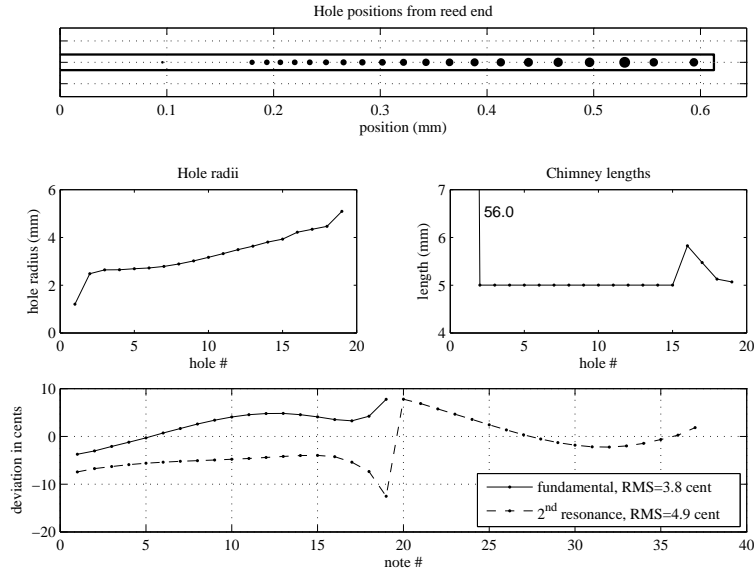 Hole positions from reed end
0 0.1 0.2 0.3 0.4 0.5 0.6
position (mm)
Hole radii
6
4
2
0
hole radius (mm)
0 5 10 15 20
hole #
Chimney lengths
7
6
5
4
length (mm)
56.0
0 5 10 15 20
hole #
10
0
−10
−20
deviation in cents
fundamental, RMS=3.8 cent
2nd resonance, RMS=4.9 cent
0 5 10 15 20 25 30 35 40
note #